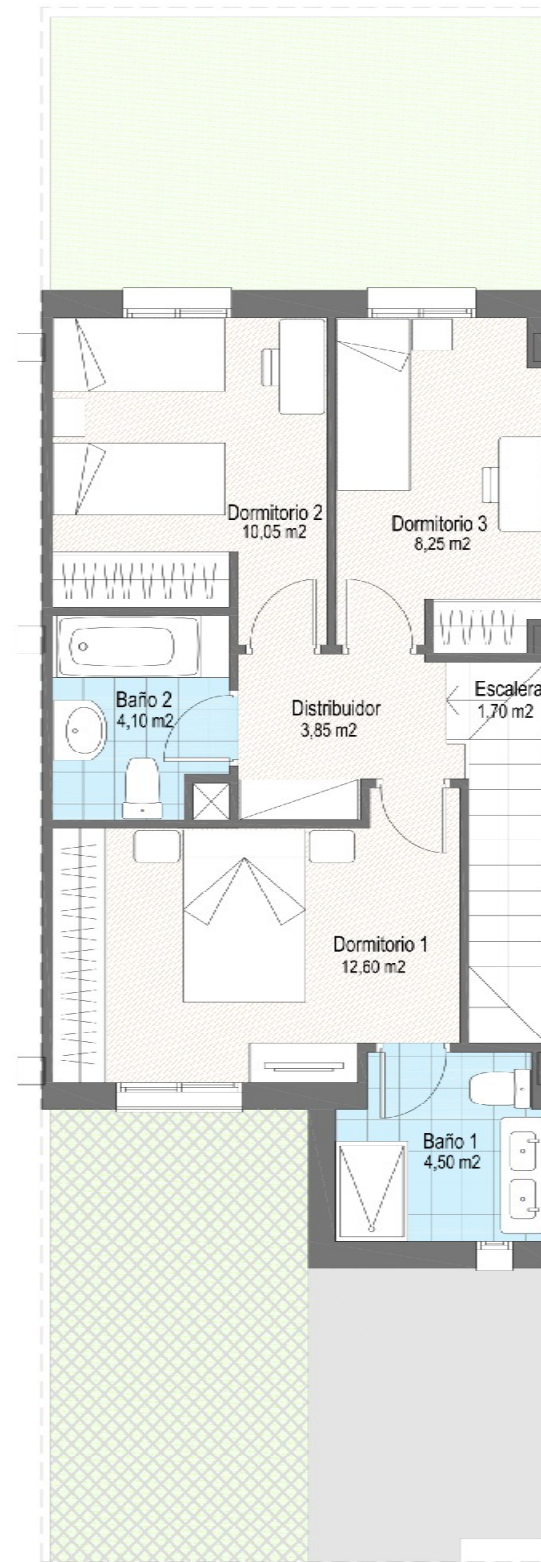 Dormitorio 2
10,05 m2
Dormitorio 3
8,25 m2
Baño 2
4,10 m2
Distribuidor
3,85 m2
Escalera
1,70 m2
Dormitorio 1
12,60 m2
Baño 1
4,50 m2